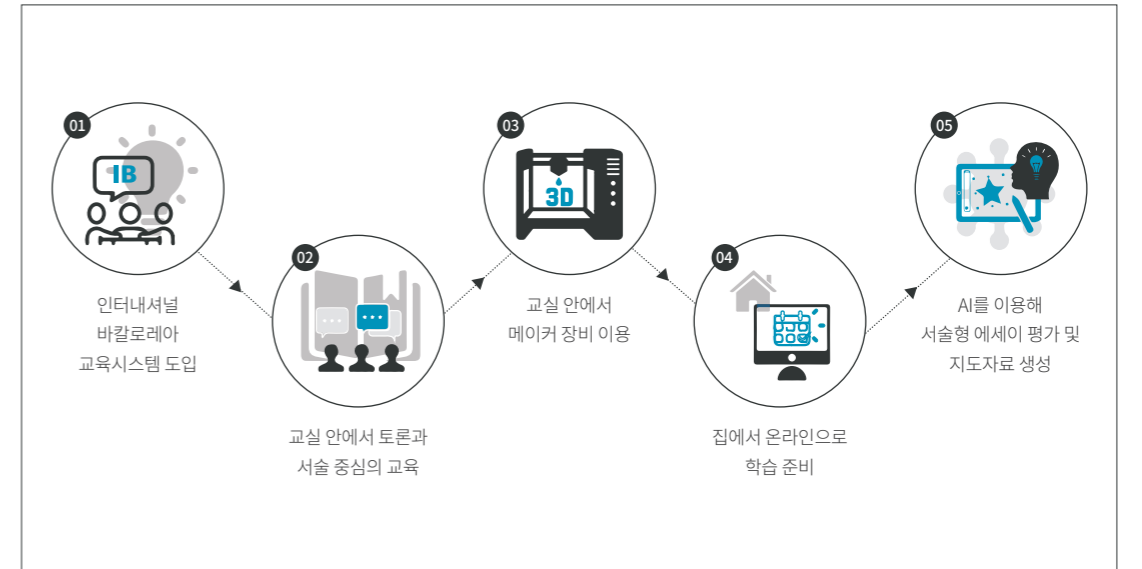 01
IB
인터내셔널
바칼로레아
교육시스템 도입
02
교실 안에서 토론과
서술 중심의 교육
03
3D
교실 안에서
메이커 장비 이용
04
집에서 온라인으로
학습 준비
05
AI를 이용해
서술형 에세이 평가 및
지도자료 생성